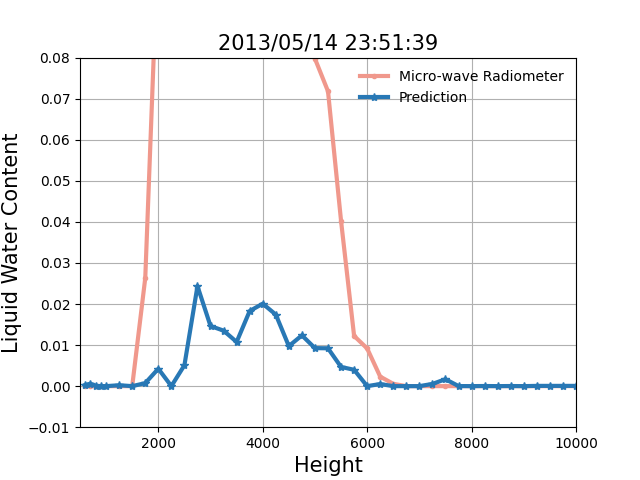 2013/05/14 23:51:39
Micro-wave Radiometer
Prediction
Liquid Water Content
0.08
0.07
0.06
0.05
0.04
0.03
0.02
0.01
0.00
−0.01
2000 4000 6000 8000 10000
Height